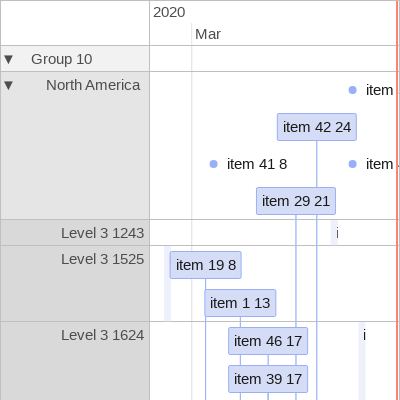 2020
Mar
▼ Group 10
▼ North America
item
item 42 24
item 41 8
item
item 29 21
Level 3 1243
i
Level 3 1525
item 19 8
item 1 13
Level 3 1624
item 46 17
i
item 39 17